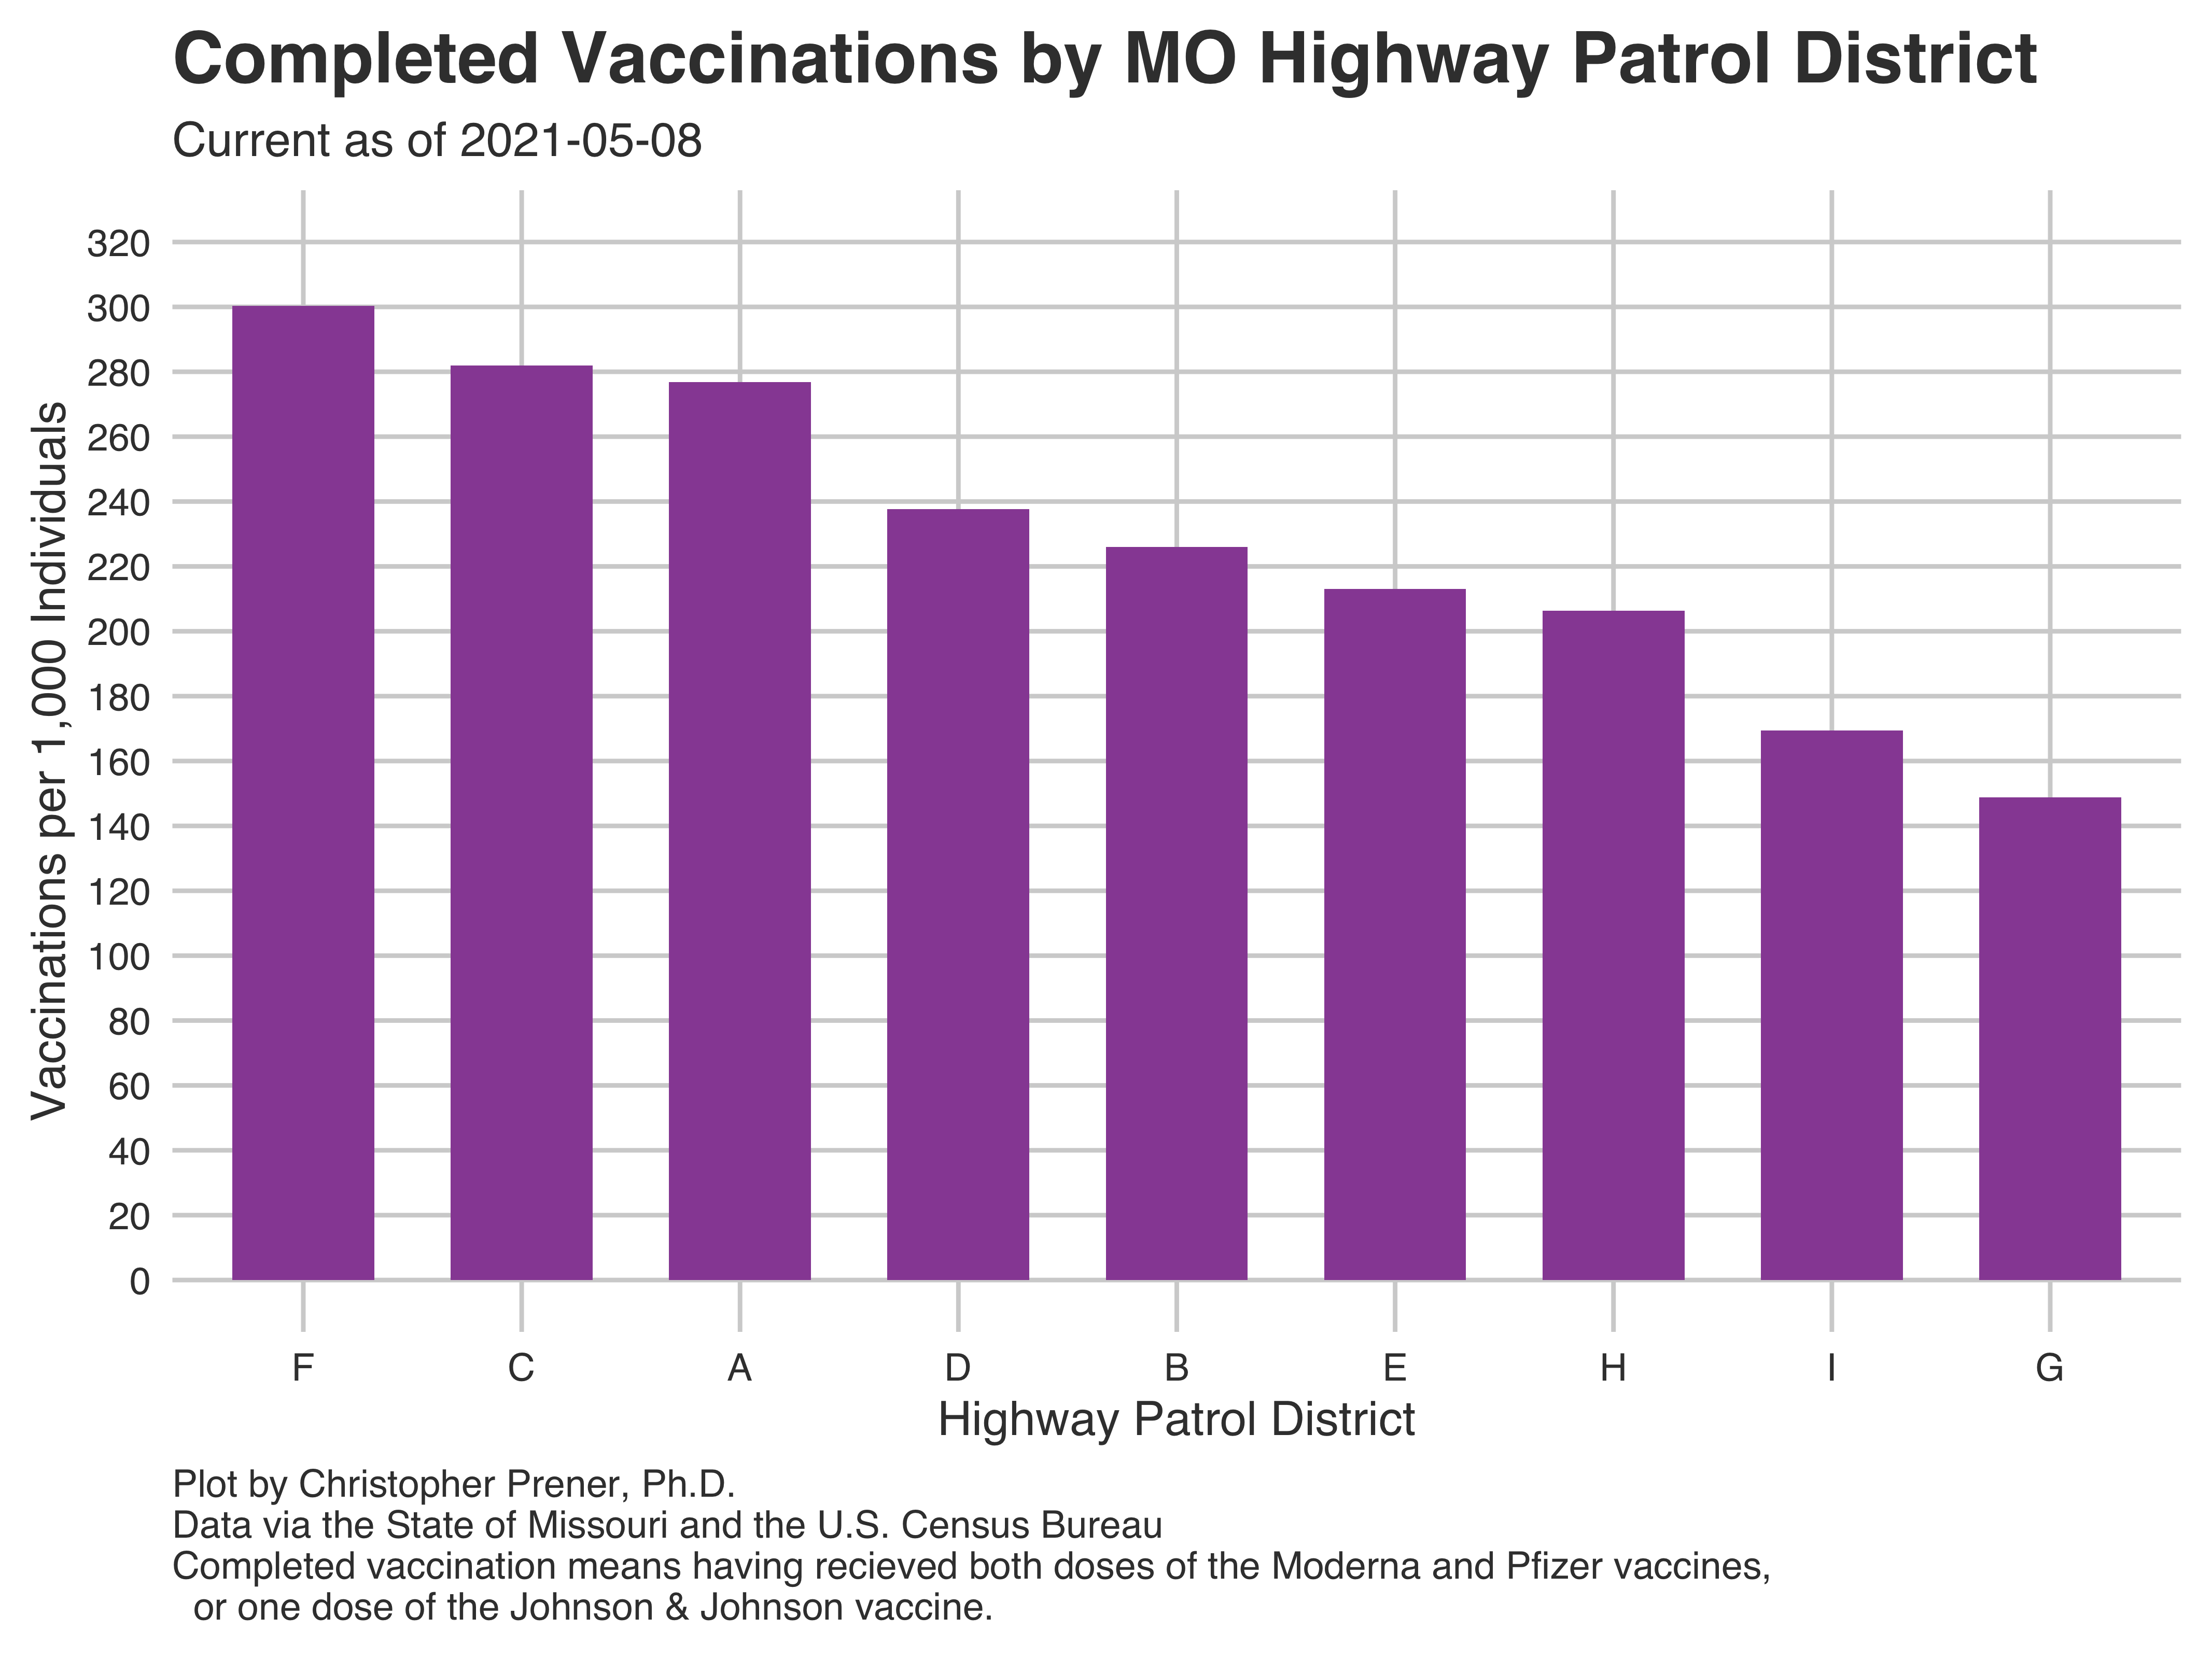 Completed Vaccinations by MO Highway Patrol District
Current as of 2021-05-08
Vaccinations per 1,000 Individuals
320
300
280
260
240
220
200
180
160
140
120
100
80
60
40
20
0
F C A D B E H I G
Highway Patrol District
Plot by Christopher Prener, Ph.D.
Data via the State of Missouri and the U.S. Census Bureau
Completed vaccination means having recieved both doses of the Moderna and Pfizer vaccines,
or one dose of the Johnson & Johnson vaccine.